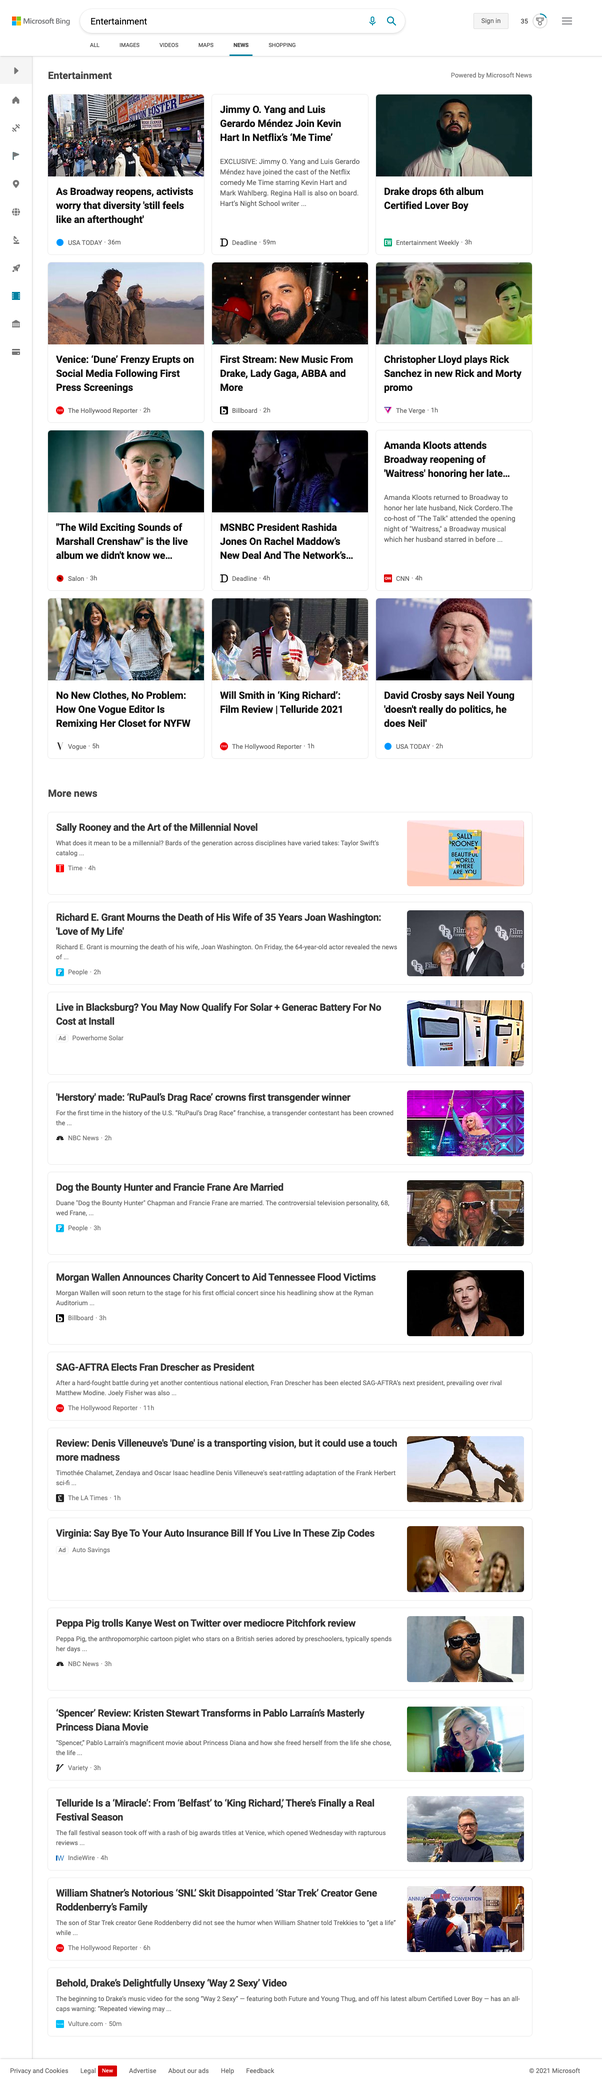 Microsoft Bing
Entertainment
Sign in
35
ALL
IMAGES
VIDEOS
MAPS
NEWS
SHOPPING
Entertainment
Powered by Microsoft News
As Broadway reopens, activists
worry that diversity 'still feels
like an afterthought'
USA TODAY · 36m
Jimmy O. Yang and Luis
Gerardo Méndez Join Kevin
Hart In Netflix's 'Me Time'
EXCLUSIVE: Jimmy O. Yang and Luis Gerardo
Méndez have joined the cast of the Netflix
comedy Me Time starring Kevin Hart and
Mark Wahlberg. Regina Hall is also on board.
Hart's Night School writer ...
Deadline · 59m
Drake drops 6th album
Certified Lover Boy
Entertainment Weekly · 3h
Venice: 'Dune' Frenzy Erupts on
Social Media Following First
Press Screenings
The Hollywood Reporter · 2h
First Stream: New Music From
Drake, Lady Gaga, ABBA and
More
Billboard · 2h
Christopher Lloyd plays Rick
Sanchez in new Rick and Morty
promo
The Verge · 1h
"The Wild Exciting Sounds of
Marshall Crenshaw" is the live
album we didn't know we...
Salon · 3h
MSNBC President Rashida
Jones On Rachel Maddow's
New Deal And The Network's...
Deadline · 4h
Amanda Kloots attends
Broadway reopening of
'Waitress' honoring her late...
Amanda Kloots returned to Broadway to
honor her late husband, Nick Cordero.The
co-host of "The Talk" attended the opening
night of "Waitress," a Broadway musical
which her husband starred in before ...
CNN · 4h
No New Clothes, No Problem:
How One Vogue Editor Is
Remixing Her Closet for NYFW
Vogue · 5h
Will Smith in 'King Richard':
Film Review | Telluride 2021
The Hollywood Reporter · 1h
David Crosby says Neil Young
'doesn't really do politics, he
does Neil'
USA TODAY · 2h
More news
Sally Rooney and the Art of the Millennial Novel
What does it mean to be a millennial? Bards of the generation across disciplines have varied takes: Taylor Swift's
catalog ...
Time · 4h
SALLY
ROONEY
BEAUTIFUL
WORLD,
WHERE
ARE YOU
Richard E. Grant Mourns the Death of His Wife of 35 Years Joan Washington:
'Love of My Life'
Richard E. Grant is mourning the death of his wife, Joan Washington. On Friday, the 64-year-old actor revealed the news
of ...
People · 2h
Live in Blacksburg? You May Now Qualify For Solar + Generac Battery For No
Cost at Install
Ad Powerhome Solar
'Herstory' made: 'RuPaul's Drag Race' crowns first transgender winner
For the first time in the history of the U.S. "RuPaul's Drag Race" franchise, a transgender contestant has been crowned
the ...
NBC News · 2h
Dog the Bounty Hunter and Francie Frane Are Married
Duane "Dog the Bounty Hunter" Chapman and Francie Frane are married. The controversial television personality, 68,
wed Frane, ...
People · 3h
Morgan Wallen Announces Charity Concert to Aid Tennessee Flood Victims
Morgan Wallen will soon return to the stage for his first official concert since his headlining show at the Ryman
Auditorium ...
Billboard · 3h
SAG-AFTRA Elects Fran Drescher as President
After a hard-fought battle during yet another contentious national election, Fran Drescher has been elected SAG-AFTRA's next president, prevailing over rival
Matthew Modine. Joely Fisher was also ...
The Hollywood Reporter · 11h
Review: Denis Villeneuve's 'Dune' is a transporting vision, but it could use a touch
more madness
Timothée Chalamet, Zendaya and Oscar Isaac headline Denis Villeneuve's seat-rattling adaptation of the Frank Herbert
sci-fi ...
The LA Times · 1h
Virginia: Say Bye To Your Auto Insurance Bill If You Live In These Zip Codes
Ad Auto Savings
Peppa Pig trolls Kanye West on Twitter over mediocre Pitchfork review
Peppa Pig, the anthropomorphic cartoon piglet who stars on a British series adored by preschoolers, typically spends
her days ...
NBC News · 3h
'Spencer' Review: Kristen Stewart Transforms in Pablo Larraín's Masterly
Princess Diana Movie
"Spencer," Pablo Larraín's magnificent movie about Princess Diana and how she freed herself from the life she chose,
the life ...
Variety · 3h
Telluride Is a 'Miracle': From 'Belfast' to 'King Richard,' There's Finally a Real
Festival Season
The fall festival season took off with a rash of big awards titles at Venice, which opened Wednesday with rapturous
reviews ...
IndieWire · 4h
William Shatner's Notorious 'SNL' Skit Disappointed 'Star Trek' Creator Gene
Roddenberry's Family
The son of Star Trek creator Gene Roddenberry did not see the humor when William Shatner told Trekkies to "get a life"
while ...
The Hollywood Reporter · 6h
Behold, Drake's Delightfully Unsexy 'Way 2 Sexy' Video
The beginning to Drake's music video for the song "Way 2 Sexy" — featuring both Future and Young Thug, and off his latest album Certified Lover Boy — has an all-
caps warning: "Repeated viewing may ...
Vulture.com · 50m
Privacy and Cookies
Legal New
Advertise
About our ads
Help
Feedback
© 2021 Microsoft